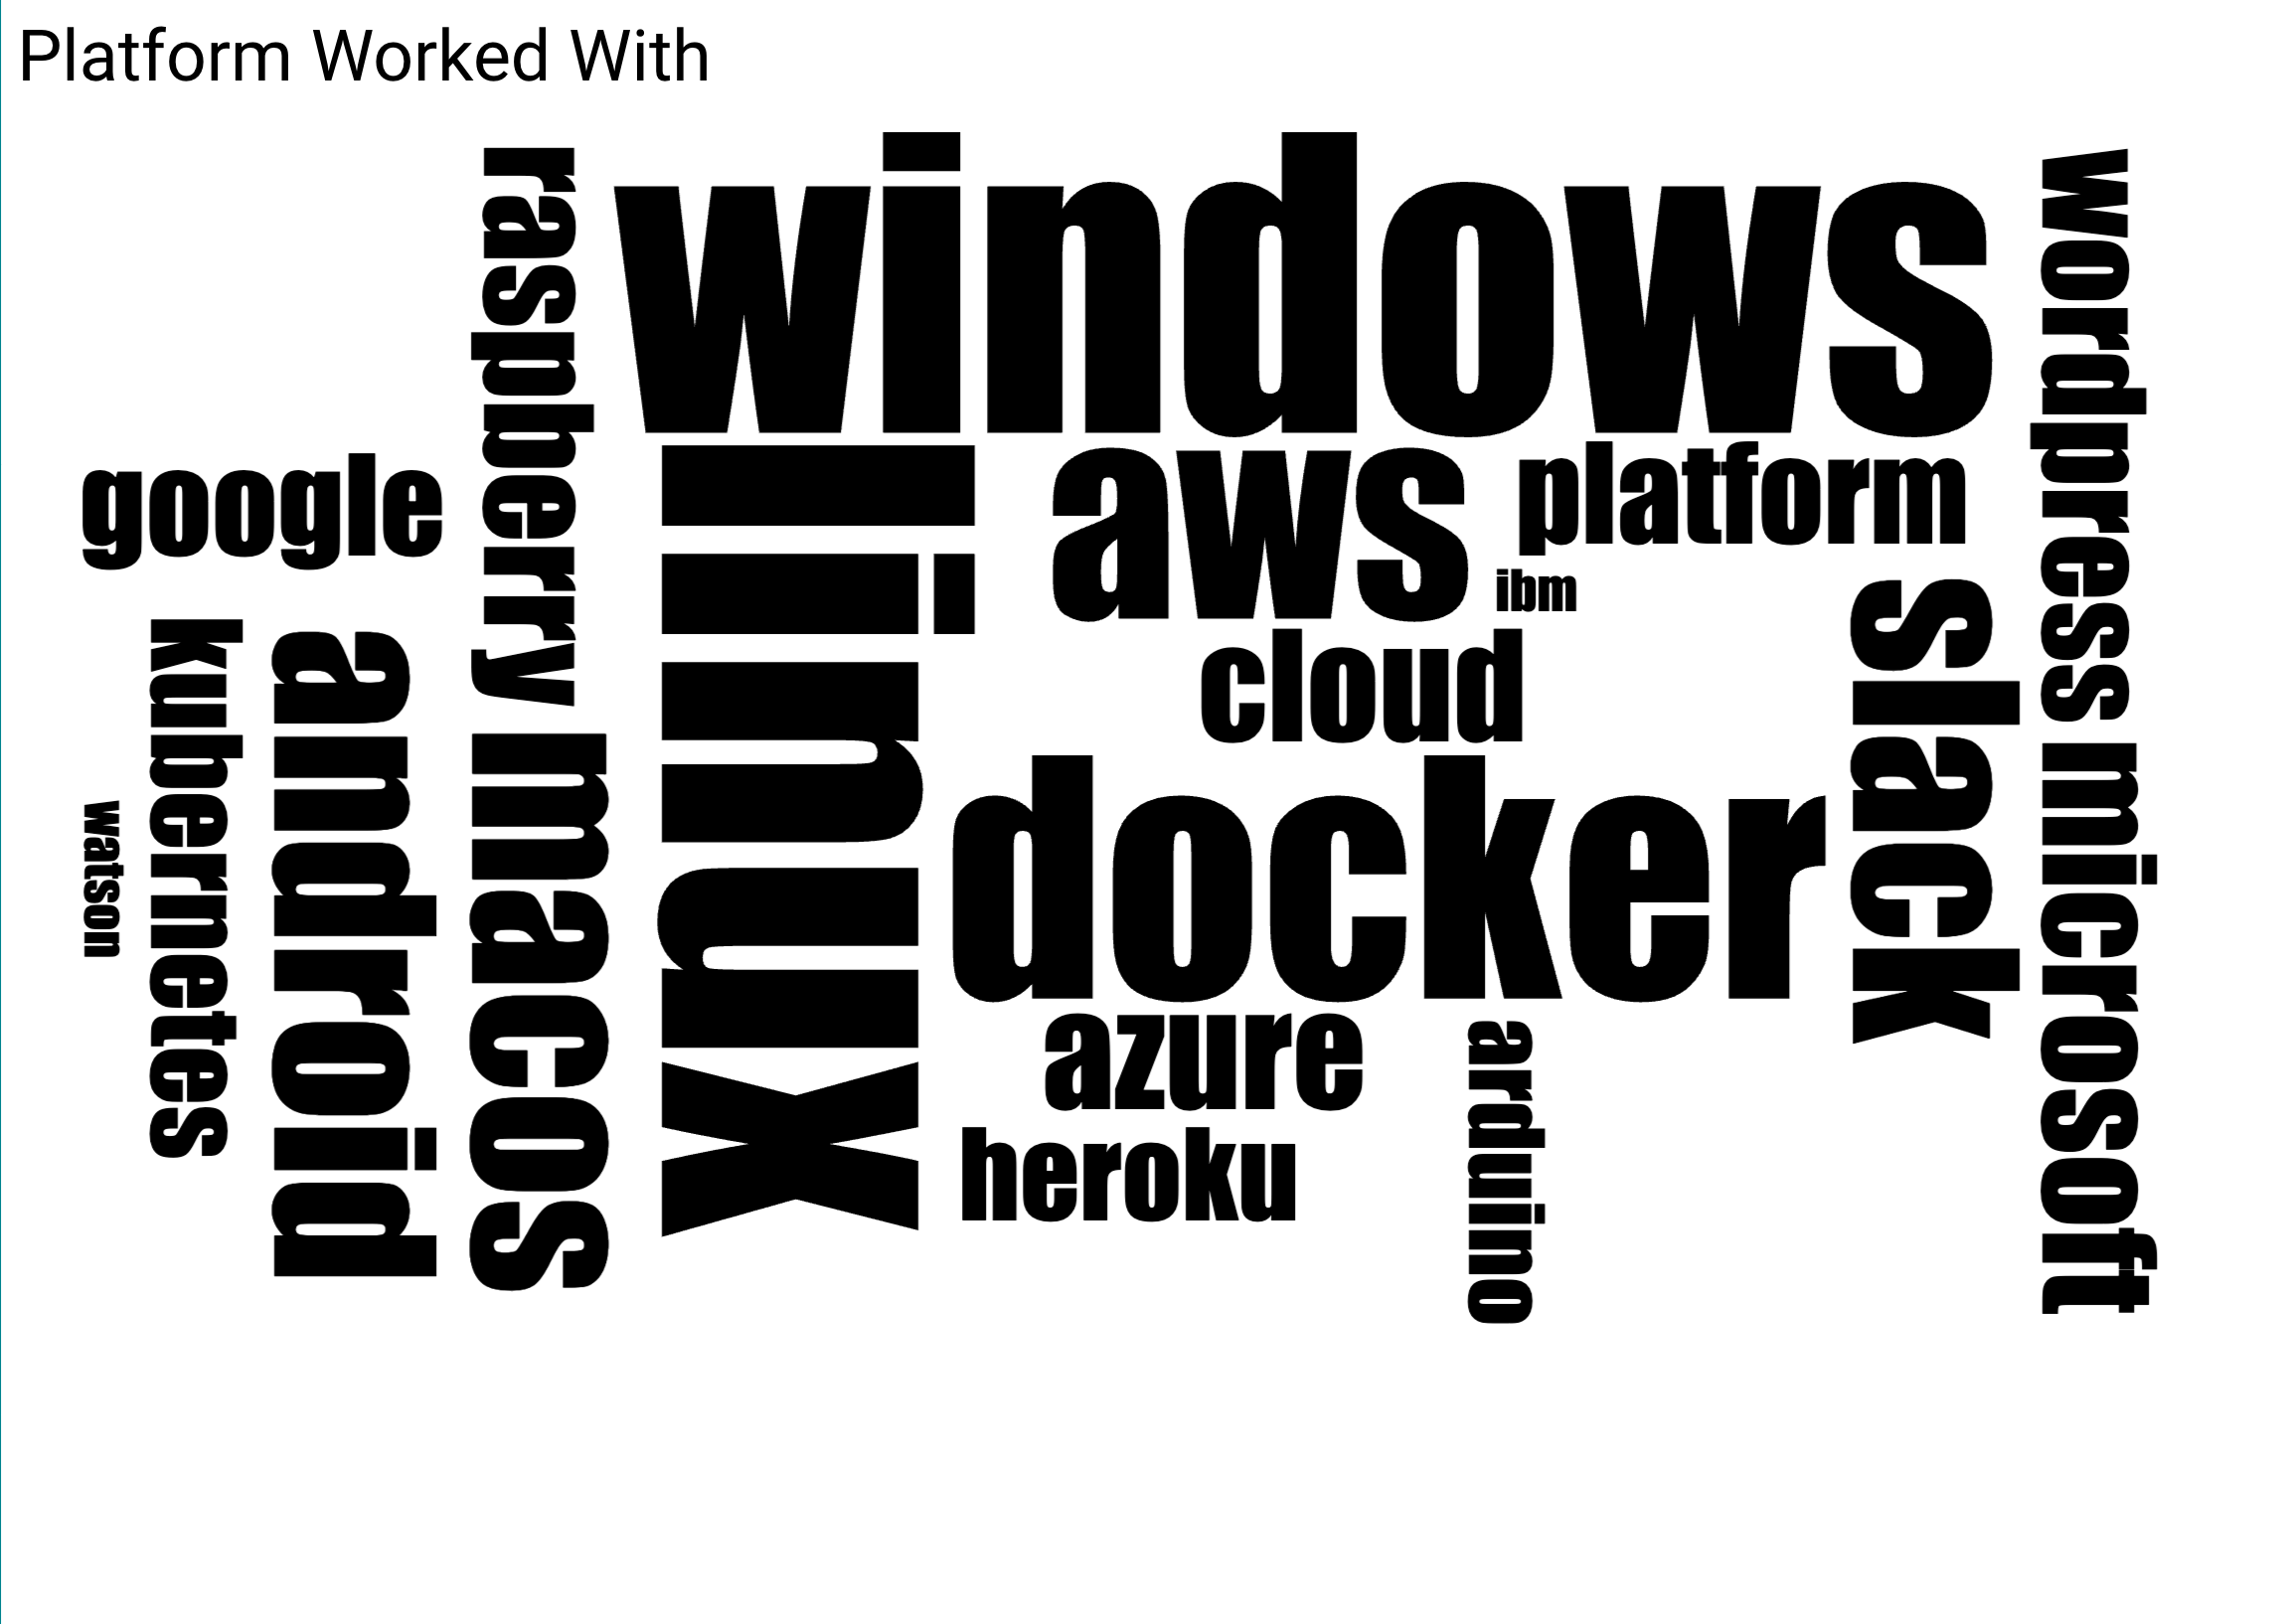 Platform Worked With
windows
raspberry
wordpress
google
linux
aws
platform
ibm
slack
cloud
kubernetes
android
macos
microsoft
docker
watson
azure
arduino
heroku